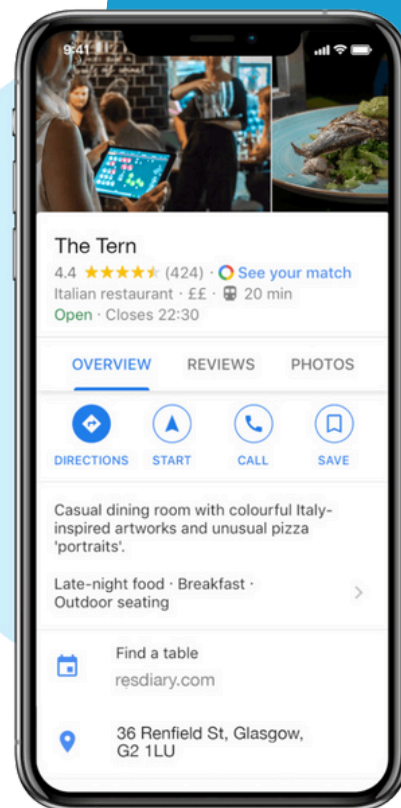 9:41
The Tern
4.4 (424) · See your match
Italian restaurant · ££ · 20 min
Open · Closes 22:30
OVERVIEW REVIEWS PHOTOS
DIRECTIONS START CALL SAVE
Casual dining room with colourful Italy-
inspired artworks and unusual pizza
'portraits'.
Late-night food · Breakfast ·
Outdoor seating
Find a table
resdiary.com
36 Renfield St, Glasgow,
G2 1LU